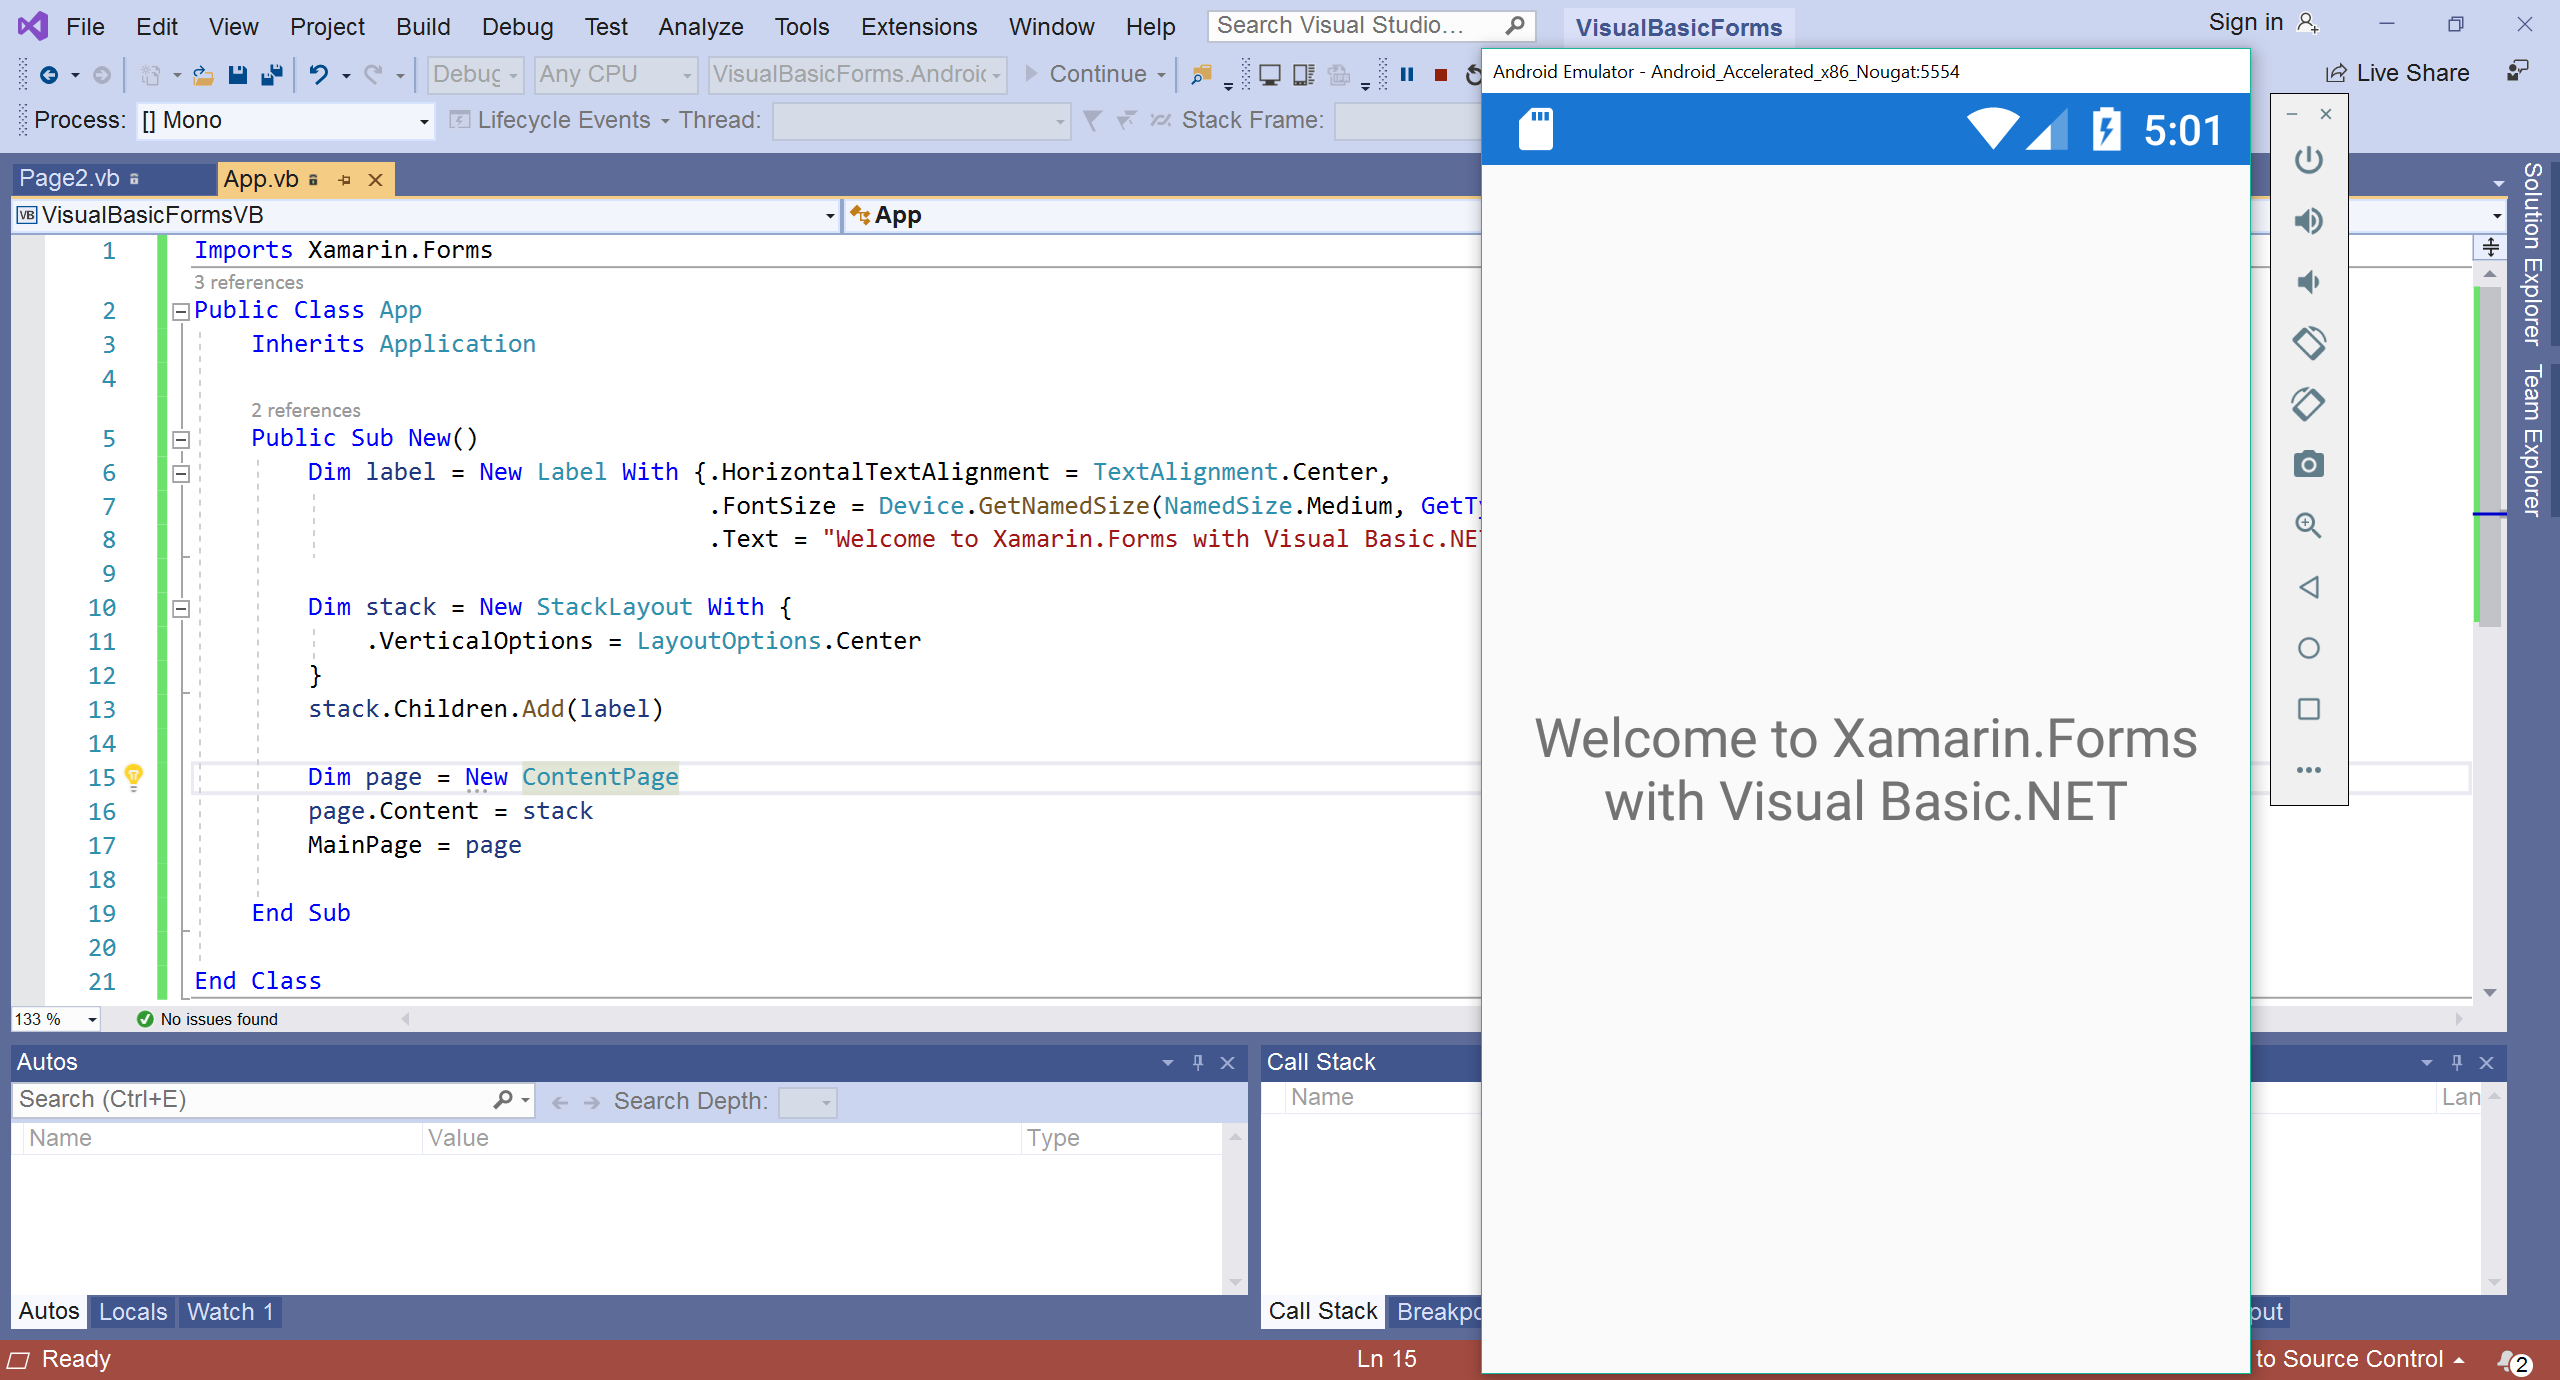 File Edit View Project Build Debug Test Analyze Tools Extensions Window Help Search Visual Studio... VisualBasicForms Sign in
Any CPU VisualBasicForms.Android Continue Live Share
Process: [] Mono Lifecycle Events Thread: Stack Frame:
Android Emulator - Android_Accelerated_x86_Nougat:5554
5:01
Page2.vb App.vb
VB VisualBasicFormsVB App
1 Imports Xamarin.Forms
3 references
2 Public Class App
3 Inherits Application
4
2 references
5 Public Sub New()
6 Dim label = New Label With {.HorizontalTextAlignment = TextAlignment.Center,
7 .FontSize = Device.GetNamedSize(NamedSize.Medium, GetTy
8 .Text = "Welcome to Xamarin.Forms with Visual Basic.NE
9
10 Dim stack = New StackLayout With {
11 .VerticalOptions = LayoutOptions.Center
12 }
13 stack.Children.Add(label)
14
15 Dim page = New ContentPage
16 page.Content = stack
17 MainPage = page
18
19 End Sub
20
21 End Class
Welcome to Xamarin.Forms
with Visual Basic.NET
Solution Explorer
Team Explorer
133 % No issues found
Autos
Search (Ctrl+E) Search Depth:
Name Value Type
Autos Locals Watch 1
Call Stack
Name Lan
Call Stack Breakpo put
Ready Ln 15 to Source Control 2